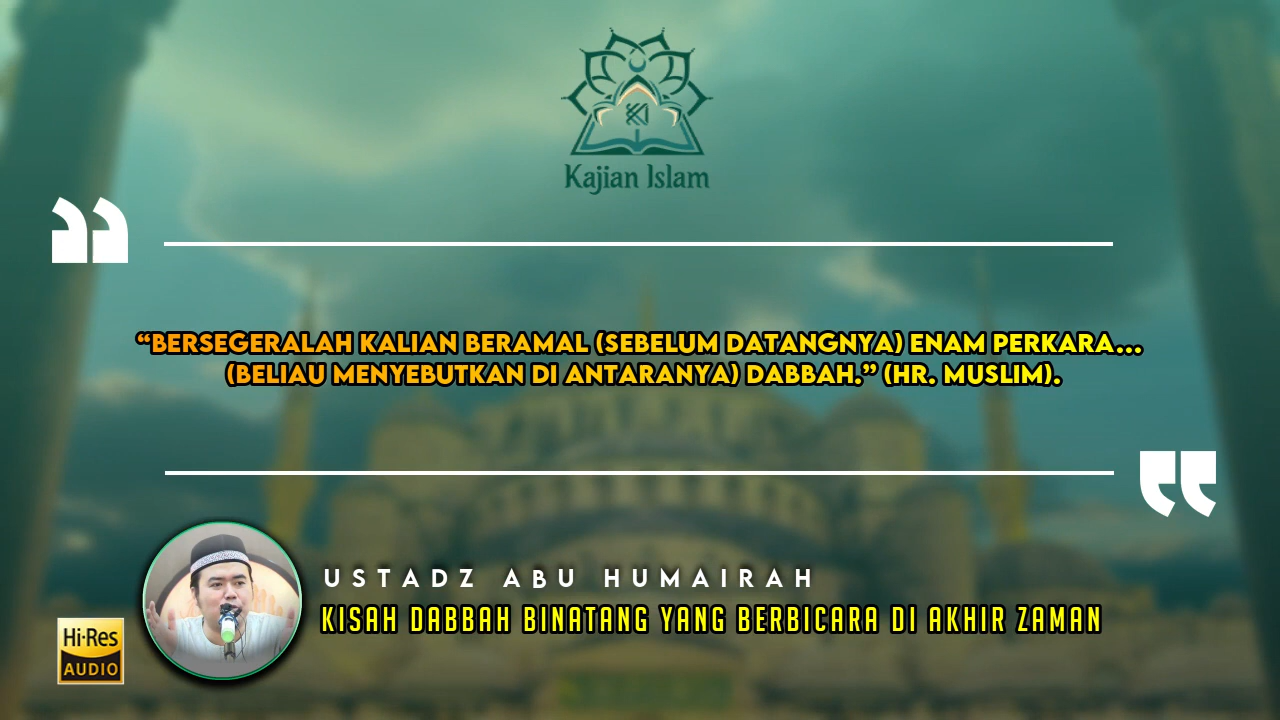 Kajian Islam
“BERSEGERALAH KALIAN BERAMAL (SEBELUM DATANGNYA) ENAM PERKARA...
(BELIAU MENYEBUTKAN DI ANTARANYA) DABBAH.” (HR. MUSLIM).
USTADZ ABU HUMAIRAH
KISAH DABBAH BINATANG YANG BERBICARA DI AKHIR ZAMAN
Hi-Res
AUDIO